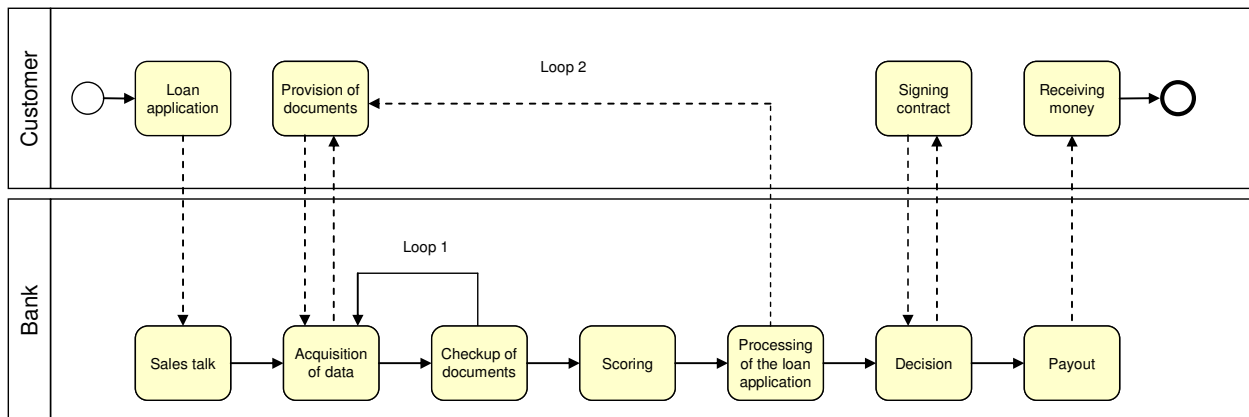 Customer
Loan
application
Provision of
documents
Loop 2
Signing
contract
Receiving
money
Bank
Loop 1
Sales talk
Acquisition
of data
Checkup of
documents
Scoring
Processing
of the loan
application
Decision
Payout